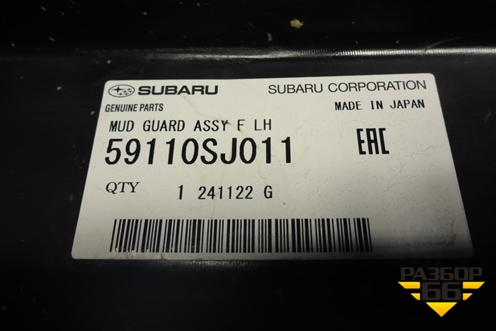 SUBARU SUBARU CORPORATION
GENUINE PARTS MADE IN JAPAN
MUD GUARD ASSY F LH
59110SJ011 EAC
QTY 1 241122 G
РАЗБОР
66